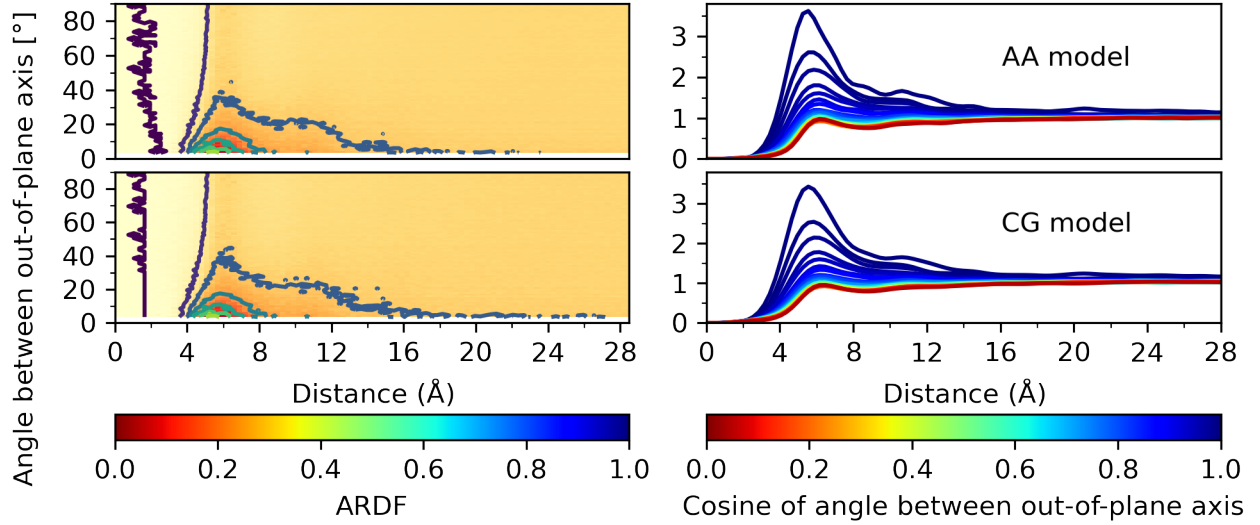 Angle between out-of-plane axis [°]
80
60
40
20
0
80
60
40
20
0
0 4 8 12 16 20 24 28
Distance (Å)
0.0 0.2 0.4 0.6 0.8 1.0
ARDF
AA model
3
2
1
0
CG model
3
2
1
0
0 4 8 12 16 20 24 28
Distance (Å)
0.0 0.2 0.4 0.6 0.8 1.0
Cosine of angle between out-of-plane axis